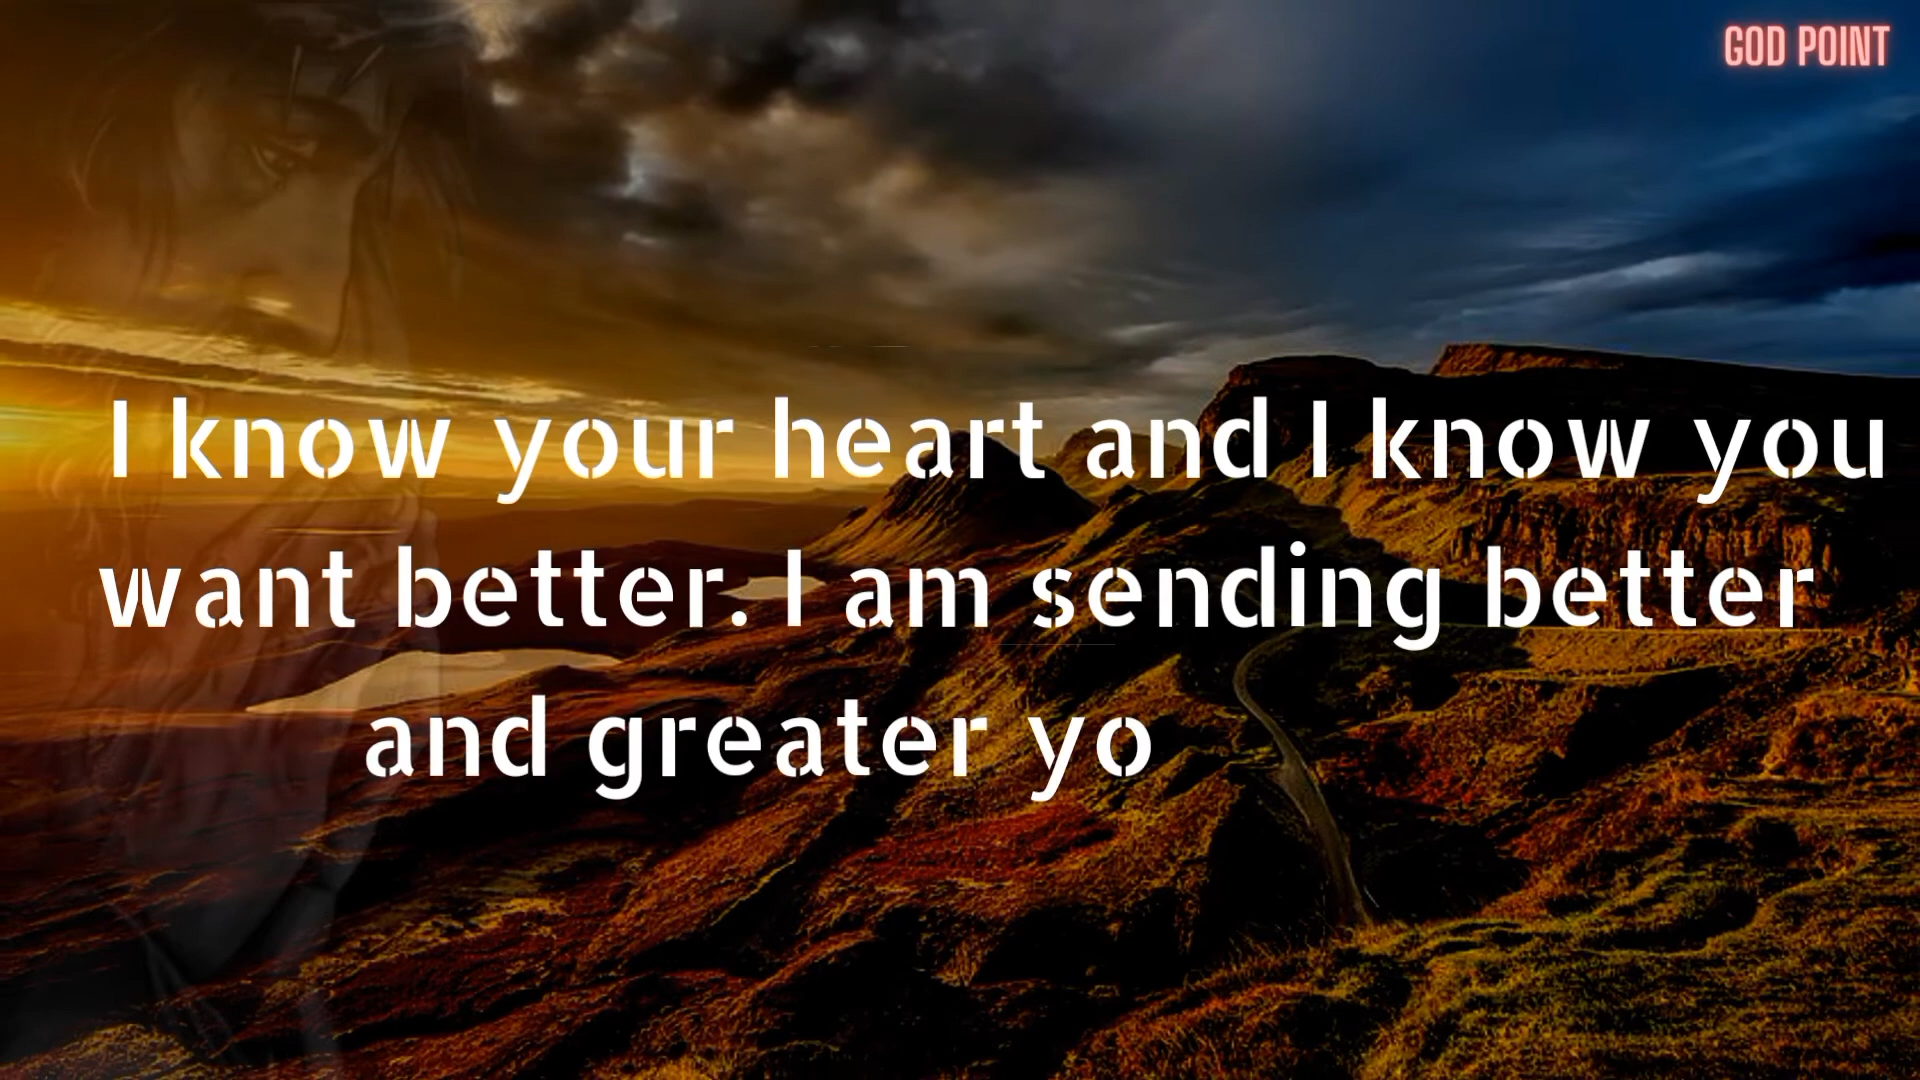 GOD POINT
I know your heart and I know you
want better. I am sending better
and greater yo